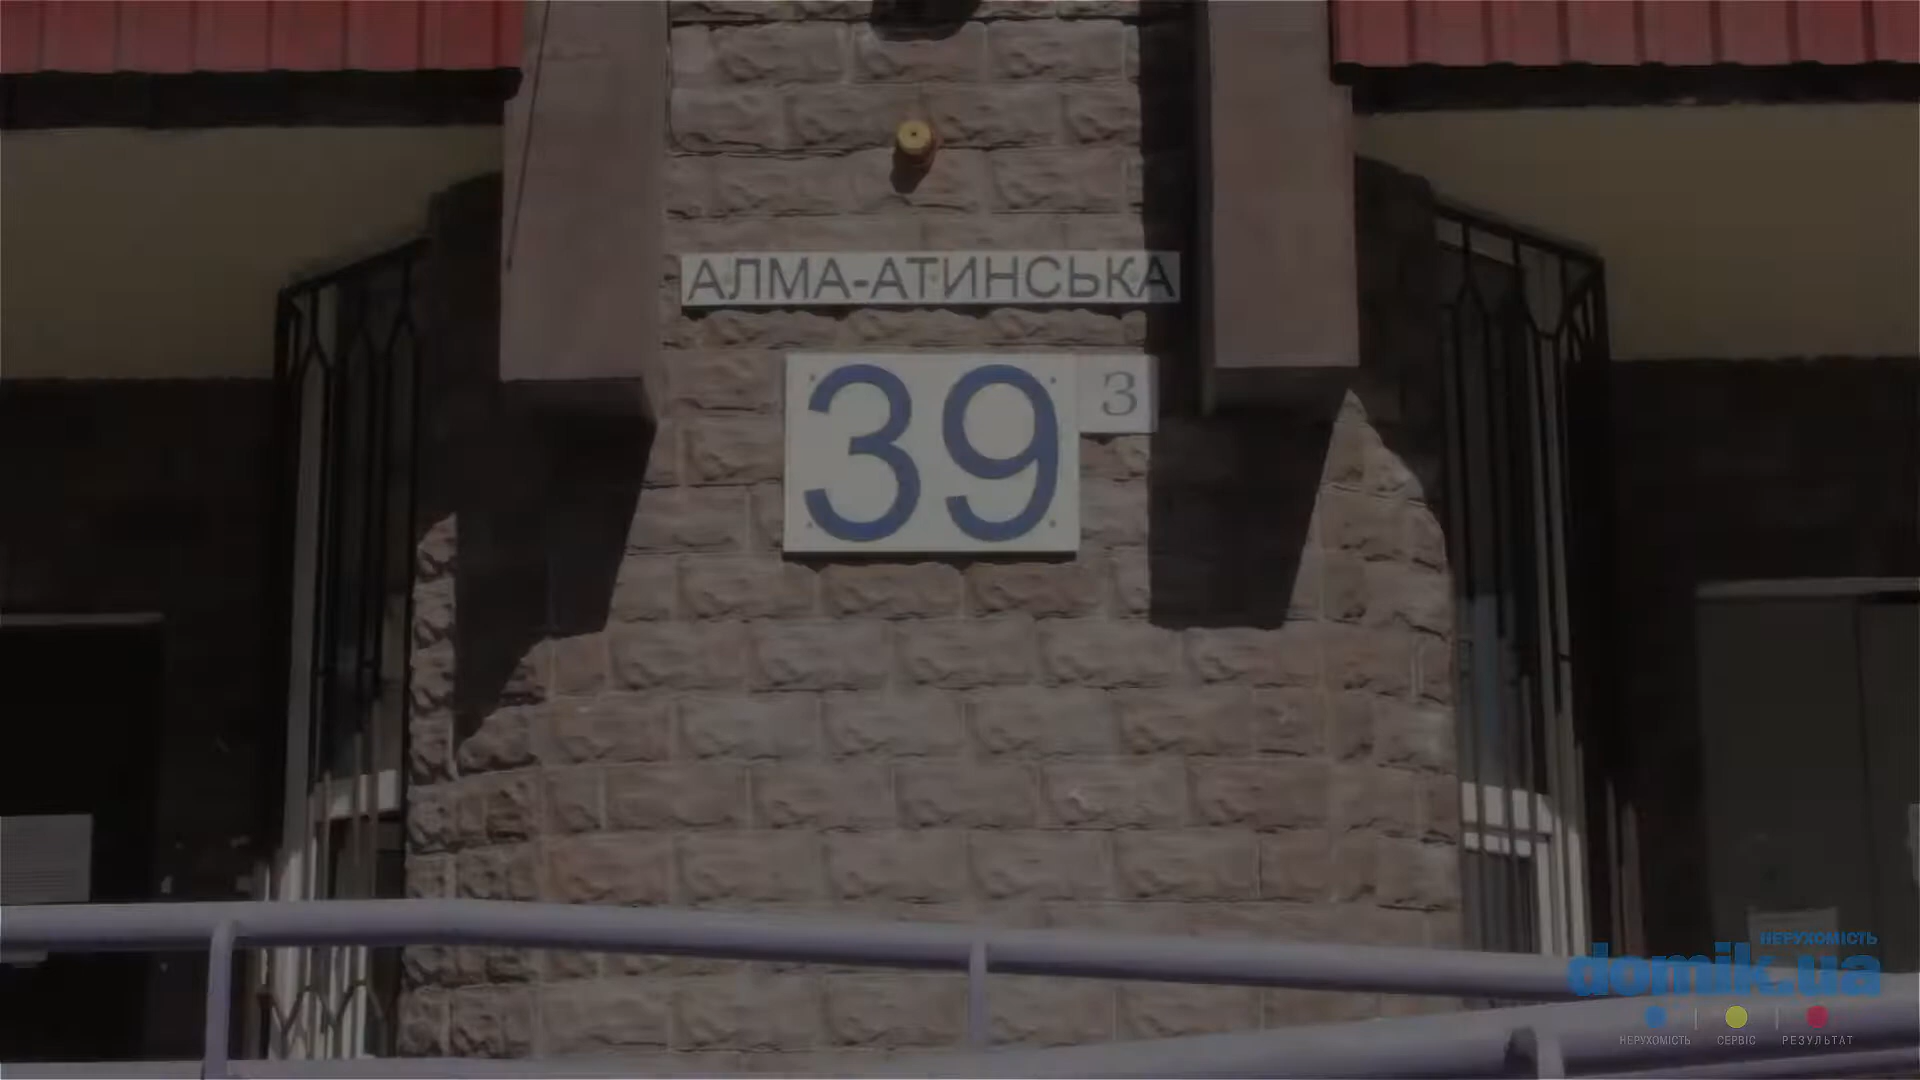 АЛМА-АТИНСЬКА
39
З
НЕРУХОМІСТЬ
domik.ua
НЕРУХОМІСТЬ | СЕРВІС | РЕЗУЛЬТАТ